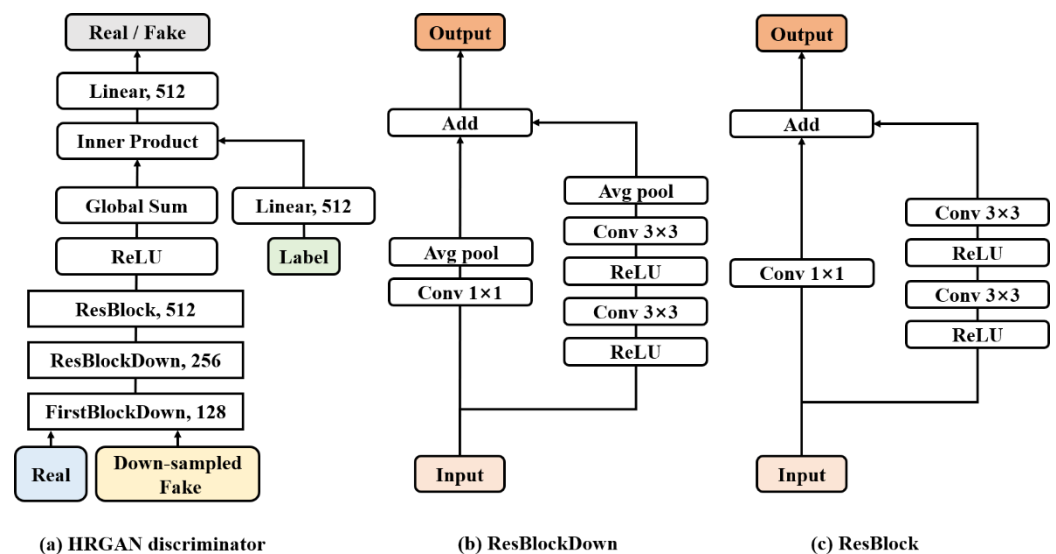 Real / Fake
Linear, 512
Inner Product
Global Sum
Linear, 512
ReLU
Label
ResBlock, 512
ResBlockDown, 256
FirstBlockDown, 128
Real
Down-sampled
Fake
(a) HRGAN discriminator
Output
Add
Avg pool
Conv 3×3
Avg pool
ReLU
Conv 1×1
Conv 3×3
ReLU
Input
(b) ResBlockDown
Output
Add
Conv 3×3
ReLU
Conv 1×1
Conv 3×3
ReLU
Input
(c) ResBlock